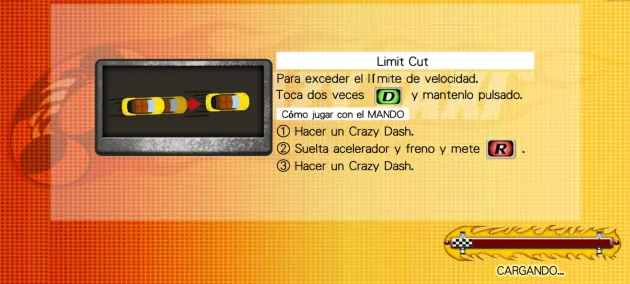 Limit Cut
Para exceder el límite de velocidad.
Toca dos veces D y mantenlo pulsado.
Cómo jugar con el MANDO
① Hacer un Crazy Dash.
② Suelta acelerador y freno y mete R .
③ Hacer un Crazy Dash.
CARGANDO...